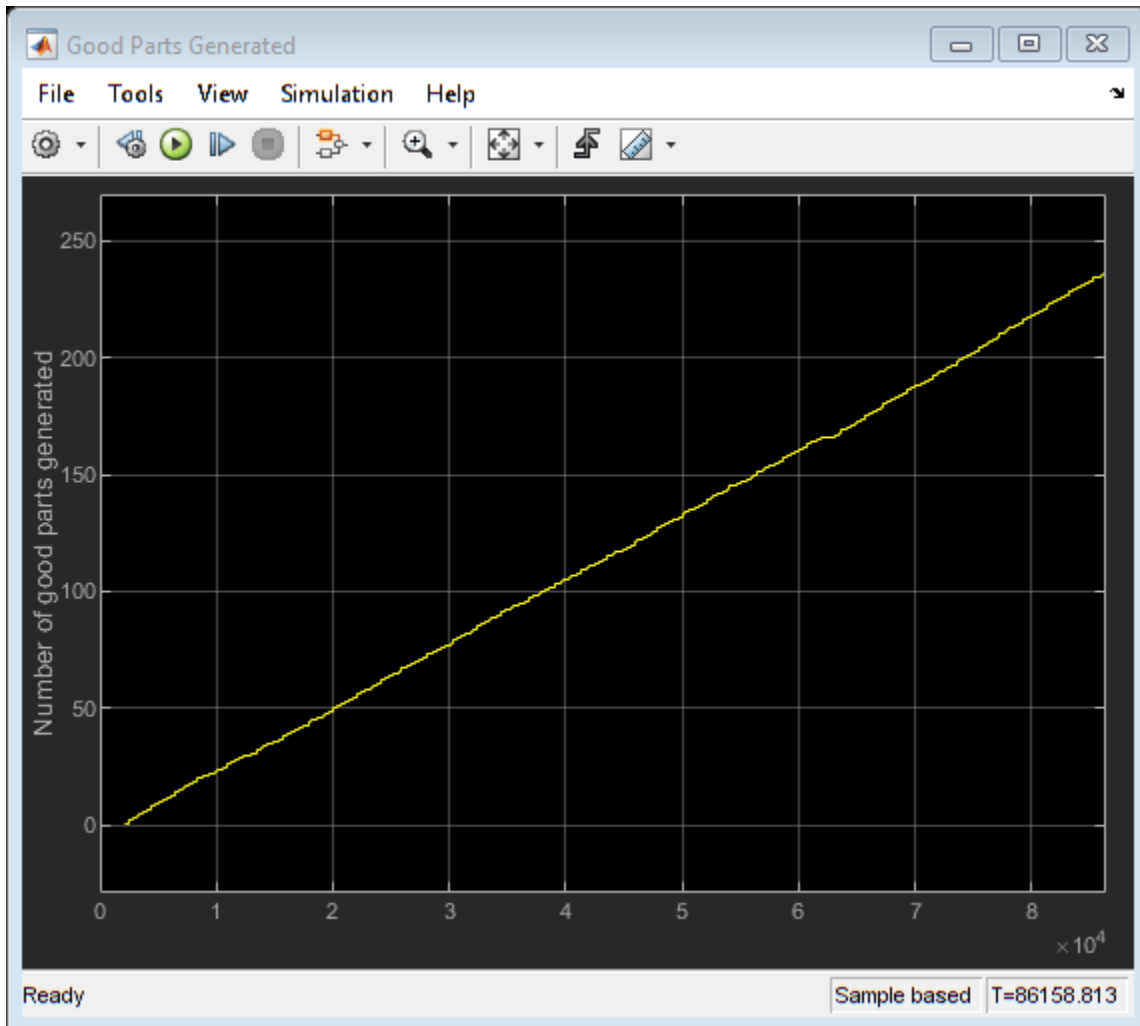 Good Parts Generated
File Tools View Simulation Help
Number of good parts generated
250
200
150
100
50
0
0 1 2 3 4 5 6 7 8
×10⁴
Ready Sample based T=86158.813